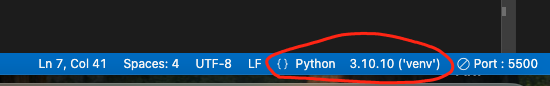 Ln 7, Col 41 Spaces: 4 UTF-8 LF {} Python 3.10.10 ('venv') Port : 5500